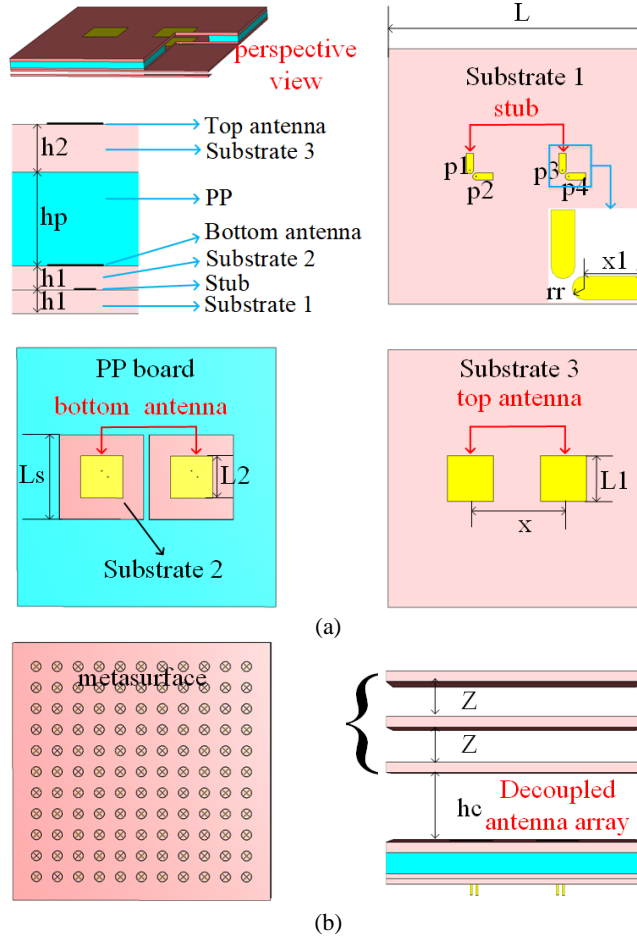 perspective
view
Top antenna
h2
Substrate 3
PP
hp
Bottom antenna
h1
Substrate 2
Stub
h1
Substrate 1
L
Substrate 1
stub
p1
p2
p3
p4
x1
rr
PP board
bottom antenna
Ls
L2
Substrate 2
Substrate 3
top antenna
L1
x
(a)
metasurface
Z
Z
hc
Decoupled
antenna array
(b)